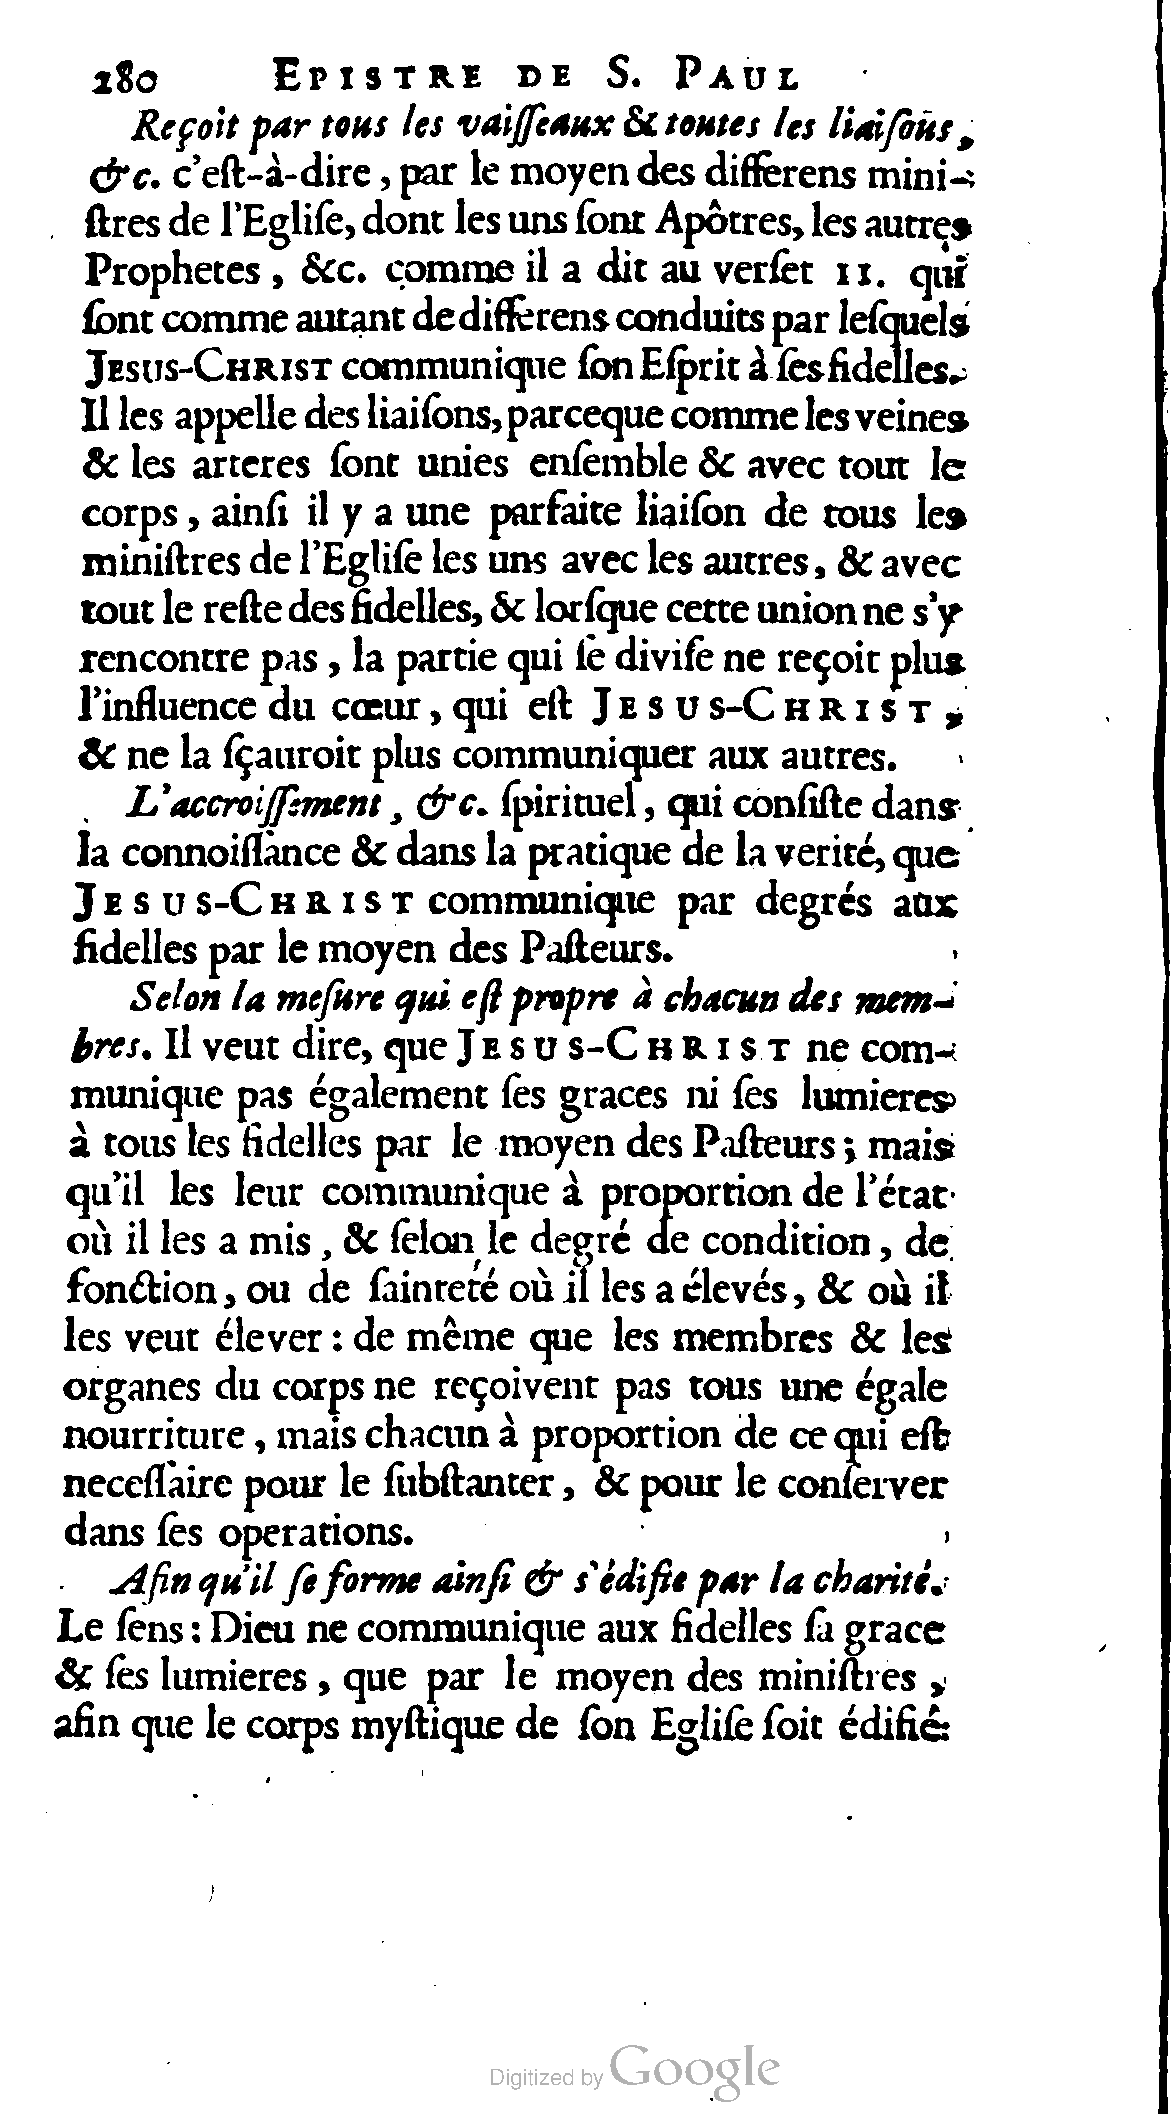 280 EPISTRE DE S. PAUL
Reçoit par tous les vaiſſeaux & toutes les liaiſons,
&c. c'eſt-à-dire, par le moyen des differens mini-
ſtres de l'Egliſe, dont les uns ſont Apôtres, les autres
Prophetes, &c. comme il a dit au verſet 11. qui
ſont comme autant de differens conduits par leſquels
JESUS-CHRIST communique ſon Eſprit à ſes fidelles.
Il les appelle des liaiſons, parceque comme les veines
& les arteres ſont unies enſemble & avec tout le
corps, ainſi il y a une parfaite liaiſon de tous les
miniſtres de l'Egliſe les uns avec les autres, & avec
tout le reſte des fidelles, & lorſque cette union ne s'y
rencontre pas, la partie qui ſe diviſe ne reçoit plus
l'influence du cœur, qui eſt JESUS-CHRIST,
& ne la ſçauroit plus communiquer aux autres.
L'accroiſſement, &c. ſpirituel, qui conſiſte dans
la connoiſſance & dans la pratique de la verité, que
JESUS-CHRIST communique par degrés aux
fidelles par le moyen des Paſteurs.
Selon la meſure qui eſt propre à chacun des mem-
bres. Il veut dire, que JESUS-CHRIST ne com-
munique pas également ſes graces ni ſes lumieres
à tous les fidelles par le moyen des Paſteurs; mais
qu'il les leur communique à proportion de l'état
où il les a mis, & ſelon le degré de condition, de
fonction, ou de ſainteté où il les a élevés, & où il
les veut élever : de même que les membres & les
organes du corps ne reçoivent pas tous une égale
nourriture, mais chacun à proportion de ce qui eſt
neceſſaire pour le ſubſtanter, & pour le conſerver
dans ſes operations.
Afin qu'il ſe forme ainſi & s'édifie par la charité.
Le ſens : Dieu ne communique aux fidelles ſa grace
& ſes lumieres, que par le moyen des miniſtres,
afin que le corps myſtique de ſon Egliſe ſoit édifié
Digitized by Google